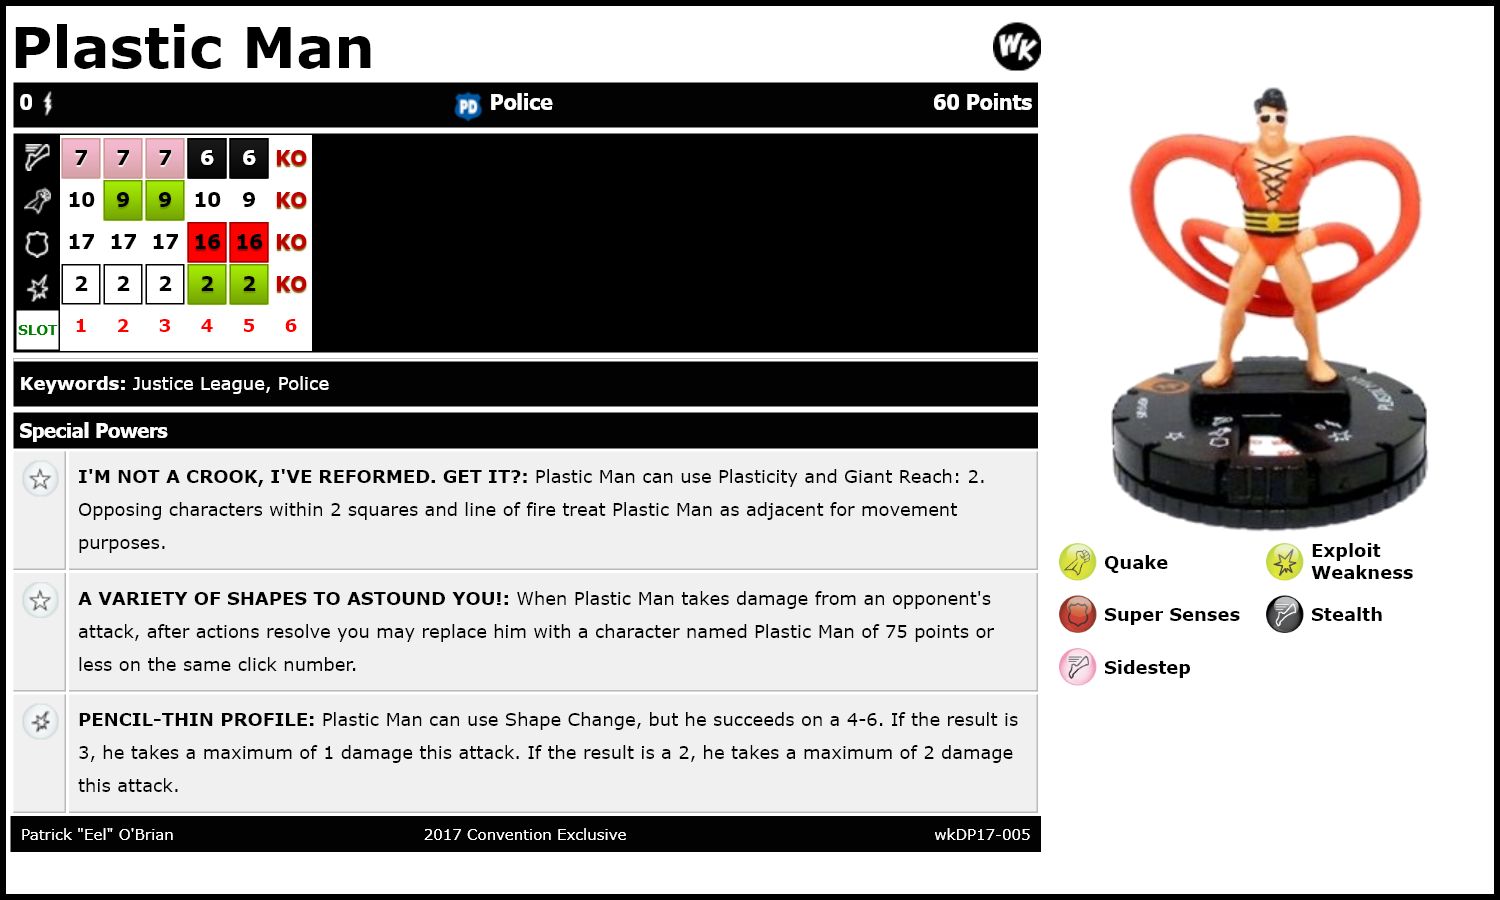 Plastic Man
WK
0 PD Police 60 Points
7 7 7 6 6 KO
10 9 9 10 9 KO
17 17 17 16 16 KO
2 2 2 2 2 KO
SLOT 1 2 3 4 5 6
Keywords: Justice League, Police
Special Powers
I'M NOT A CROOK, I'VE REFORMED. GET IT?: Plastic Man can use Plasticity and Giant Reach: 2.
Opposing characters within 2 squares and line of fire treat Plastic Man as adjacent for movement
purposes.
A VARIETY OF SHAPES TO ASTOUND YOU!: When Plastic Man takes damage from an opponent's
attack, after actions resolve you may replace him with a character named Plastic Man of 75 points or
less on the same click number.
PENCIL-THIN PROFILE: Plastic Man can use Shape Change, but he succeeds on a 4-6. If the result is
3, he takes a maximum of 1 damage this attack. If the result is a 2, he takes a maximum of 2 damage
this attack.
Patrick "Eel" O'Brian 2017 Convention Exclusive wkDP17-005
PLASTIC MAN
Quake
Exploit
Weakness
Super Senses
Stealth
Sidestep